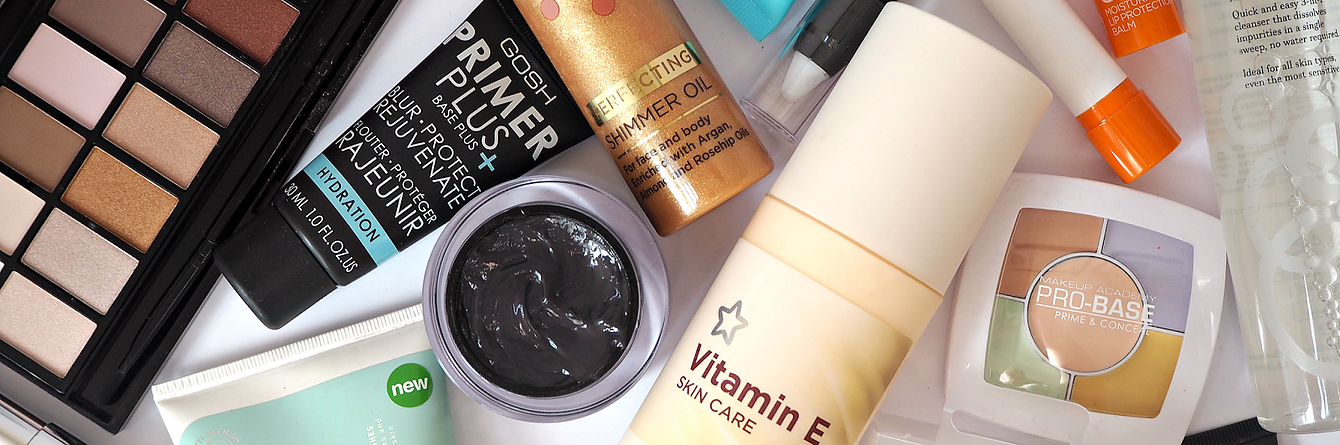 GOSH
PRIMER
PLUS+
BASE PLUS
BLUR · PROTECT
REJUVENATE
FLOUTER · PROTÉGER
RAJEUNIR
HYDRATION
30 ML 1.0 FL.OZ.US
PERFECTING
SHIMMER OIL
For face and body
Enriched with Argan,
Almond and Rosehip Oils
new
Vitamin E
SKIN CARE
MAKEUP ACADEMY
PRO-BASE
PRIME & CONCE
MOISTURI
LIP PROTECTION
BALM
Quick and easy 3-in-1
cleanser that dissolves
impurities in a single
sweep, no water required
Ideal for all skin types,
even the most sensitive